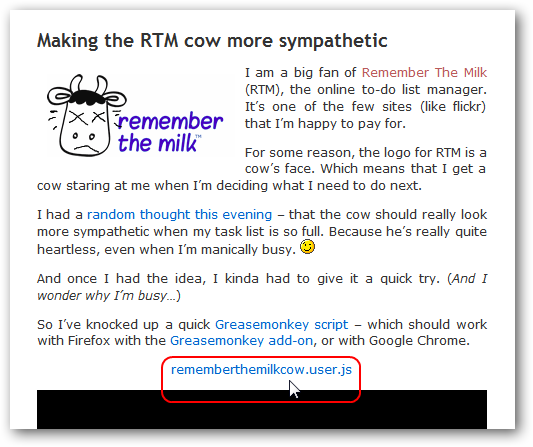 Making the RTM cow more sympathetic
remember
the milk™
I am a big fan of Remember The Milk
(RTM), the online to-do list manager.
It's one of the few sites (like flickr)
that I'm happy to pay for.
For some reason, the logo for RTM is a
cow's face. Which means that I get a
cow staring at me when I'm deciding what I need to do next.
I had a random thought this evening – that the cow should really look
more sympathetic when my task list is so full. Because he's really quite
heartless, even when I'm manically busy.
And once I had the idea, I kinda had to give it a quick try. (And I
wonder why I'm busy…)
So I've knocked up a quick Greasemonkey script – which should work
with Firefox with the Greasemonkey add-on, or with Google Chrome.
rememberthemilkcow.user.js